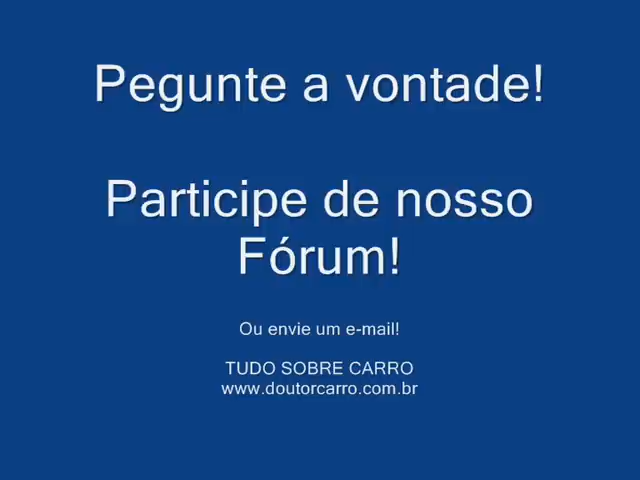 Pegunte a vontade!
Participe de nosso
Fórum!
Ou envie um e-mail!
TUDO SOBRE CARRO
www.doutorcarro.com.br